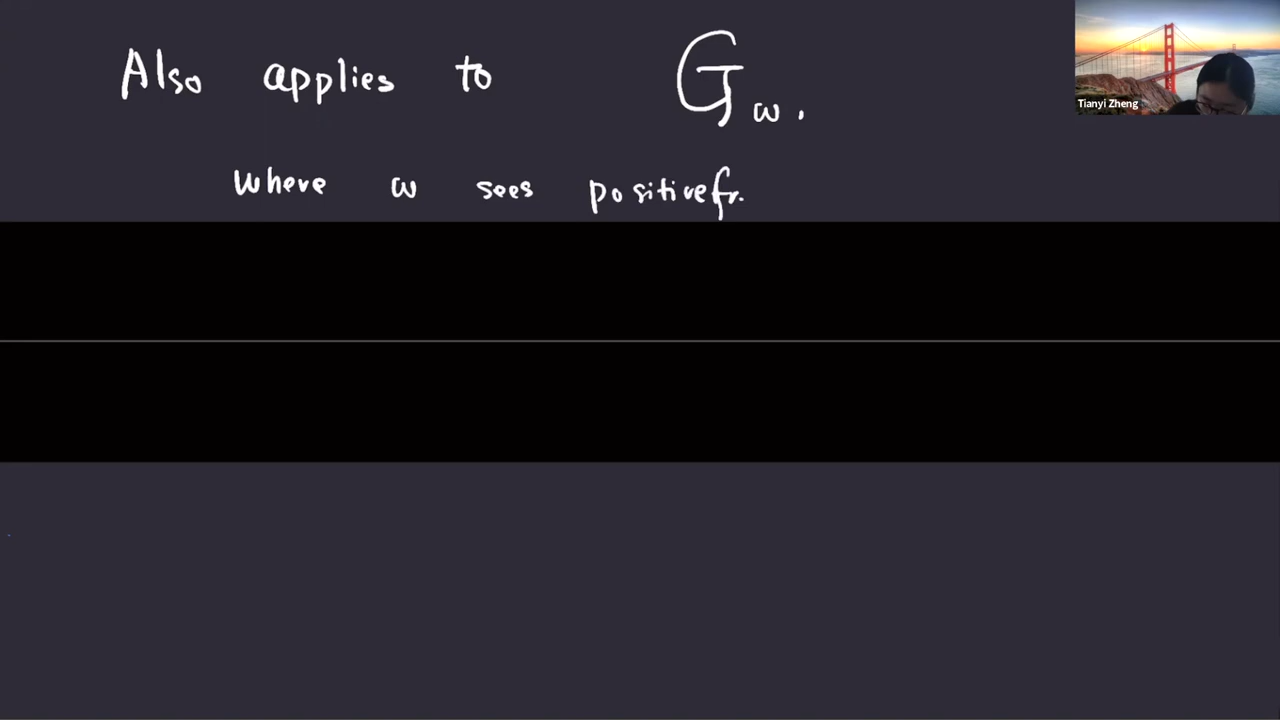 Also applies to G_ω.
where ω sees positive fr.
Tianyi Zheng